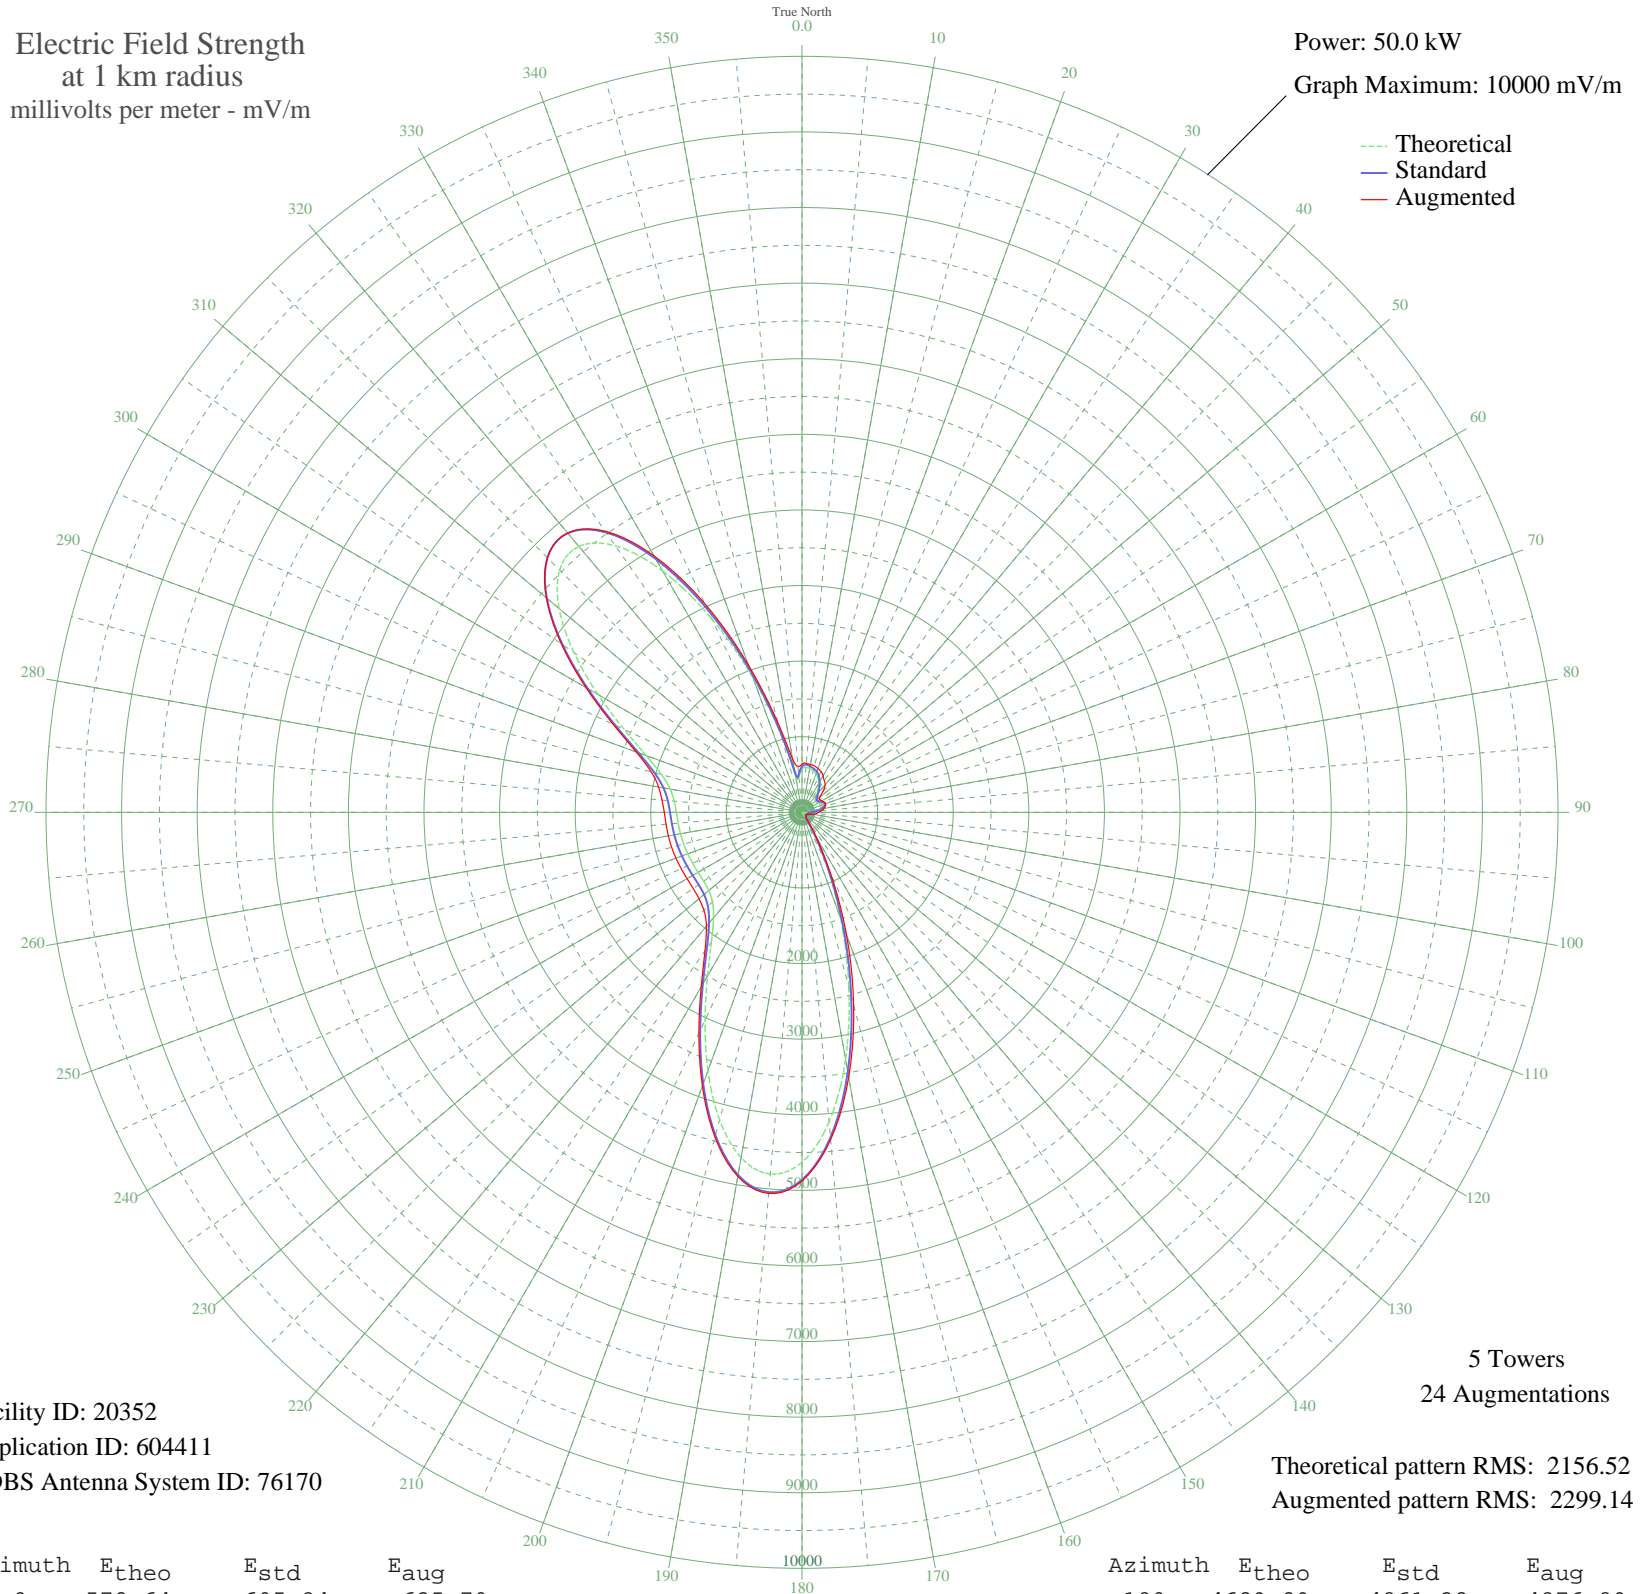 True North
0.0
Electric Field Strength
at 1 km radius
millivolts per meter - mV/m
Power: 50.0 kW
Graph Maximum: 10000 mV/m
Theoretical
Standard
Augmented
350
10
340
20
330
30
320
40
310
50
300
60
290
70
280
80
270
90
260
100
250
110
240
120
230
130
220
140
210
150
200
160
190
170
180
2000
3000
4000
5000
6000
7000
8000
9000
10000
5 Towers
24 Augmentations
cility ID: 20352
plication ID: 604411
DBS Antenna System ID: 76170
Theoretical pattern RMS: 2156.52
Augmented pattern RMS: 2299.14
imuth Etheo Estd Eaug
Azimuth Etheo Estd Eaug